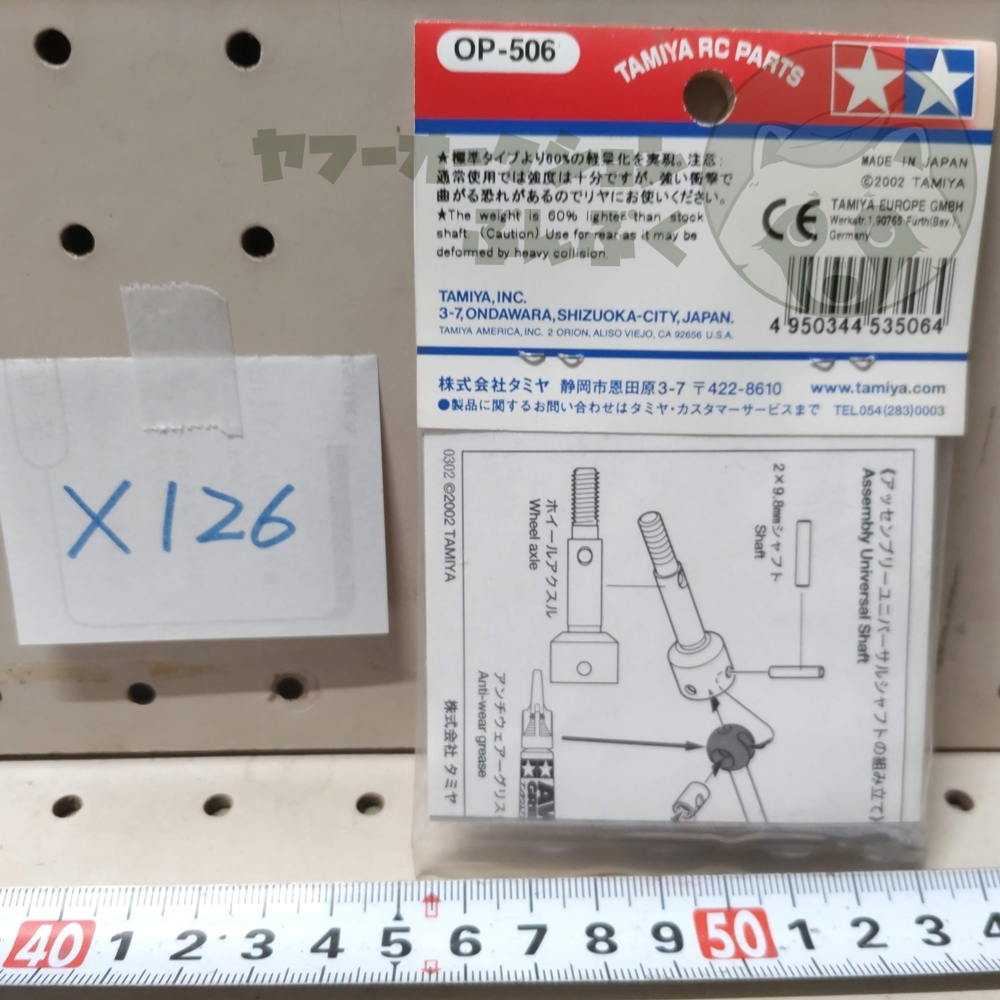 OP-506
TAMIYA RC PARTS
ヤフーオークション
★標準タイプより60%の軽量化を実現。注意:
通常使用では強度は十分ですが、強い衝撃で
曲がる恐れがあるのでリヤにお使いください。
★The weight is 60% lighter than stock
shaft. (Caution) Use for rear as it may be
deformed by heavy collision.
MADE IN JAPAN
©2002 TAMIYA
CE
TAMIYA EUROPE GMBH
Werkstr.1,90765 Fürth(Bay.),
Germany
TAMIYA, INC.
3-7, ONDAWARA, SHIZUOKA-CITY, JAPAN.
TAMIYA AMERICA, INC. 2 ORION, ALISO VIEJO, CA 92656 U.S.A.
4 950344 535064
株式会社タミヤ 静岡市恩田原3-7 〒422-8610 www.tamiya.com
●製品に関するお問い合わせはタミヤ・カスタマーサービスまで TEL054(283)0003
X126
《アッセンブリーユニバーサルシャフトの組み立て》
Assembly Universal Shaft
2×9.8mmシャフト
Shaft
ホイールアクスル
Wheel axle
アンチウェアーグリス
Anti-wear grease
0302 ©2002 TAMIYA
株式会社 タミヤ
40 1 2 3 4 5 6 7 8 9 50 1 2 3 4